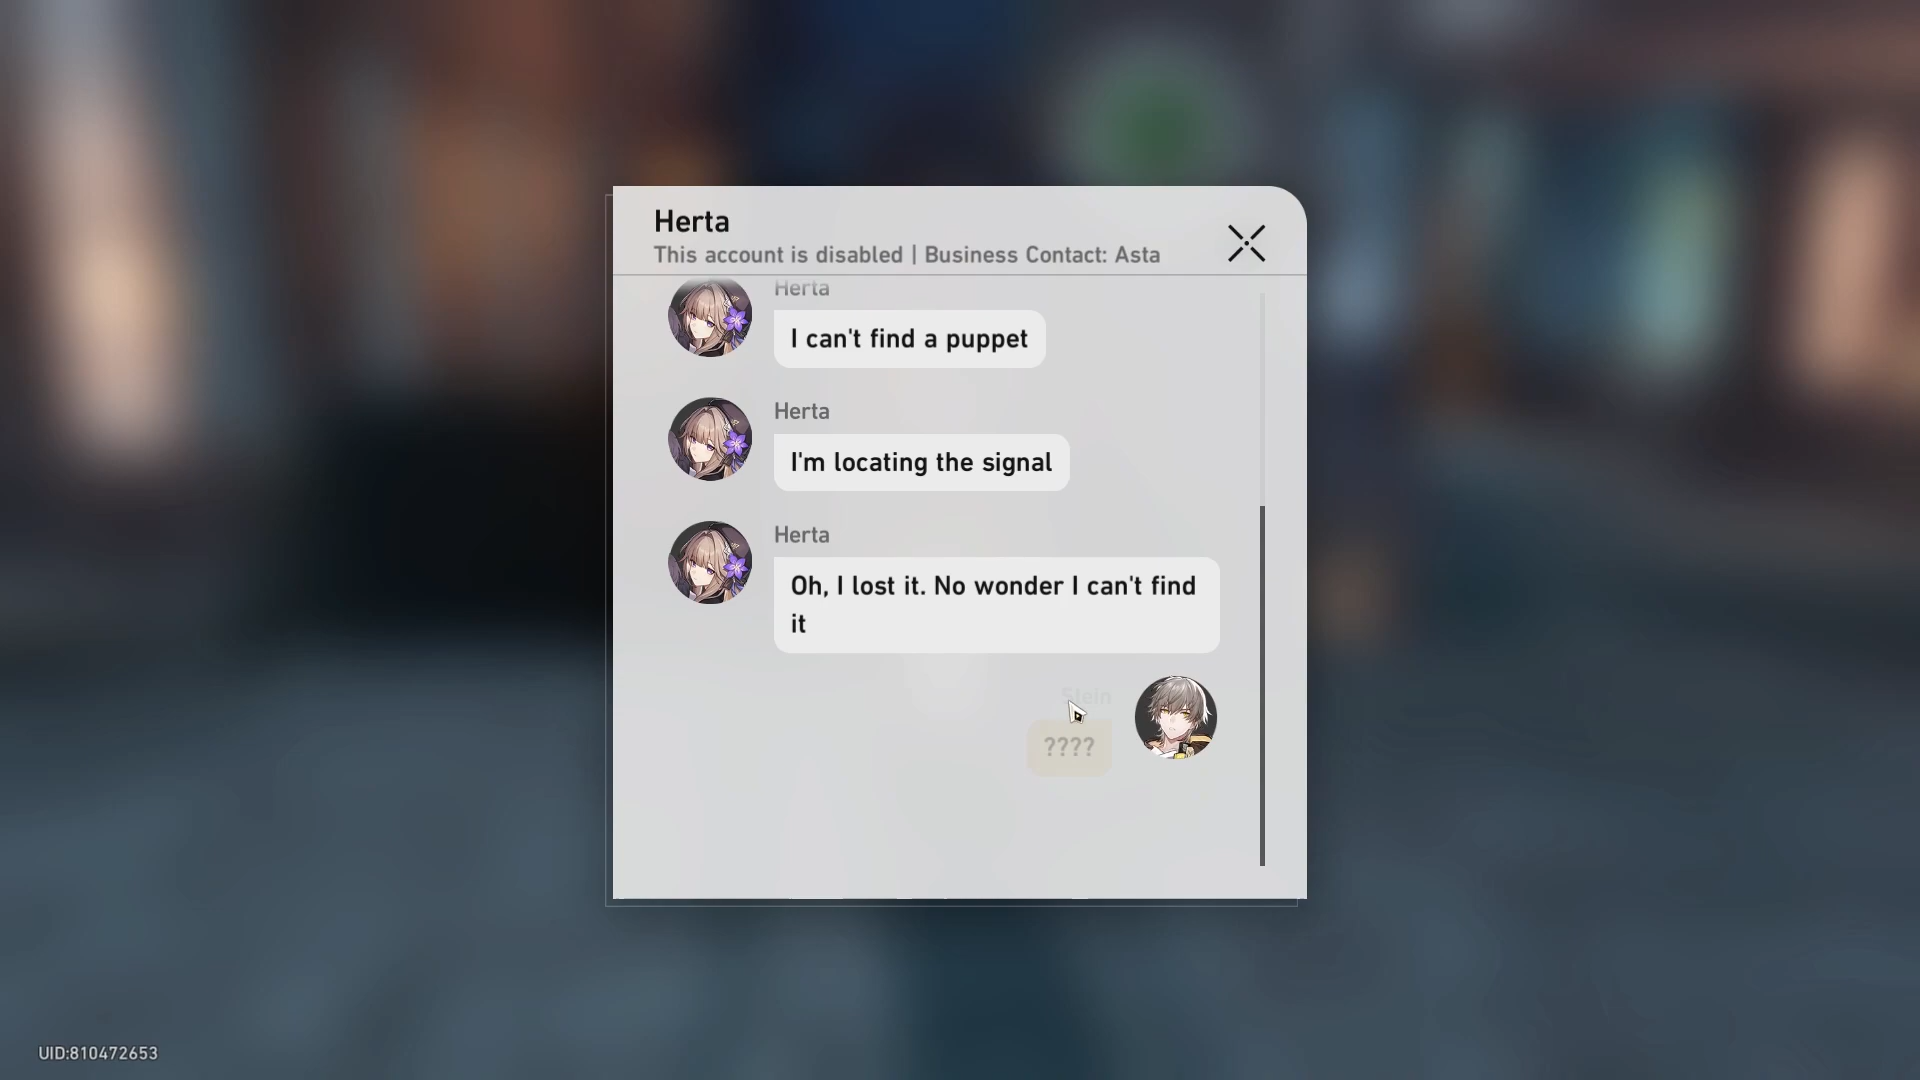 Herta
This account is disabled | Business Contact: Asta
Herta
I can't find a puppet
Herta
I'm locating the signal
Herta
Oh, I lost it. No wonder I can't find
it
Stein
????
UID:810472653